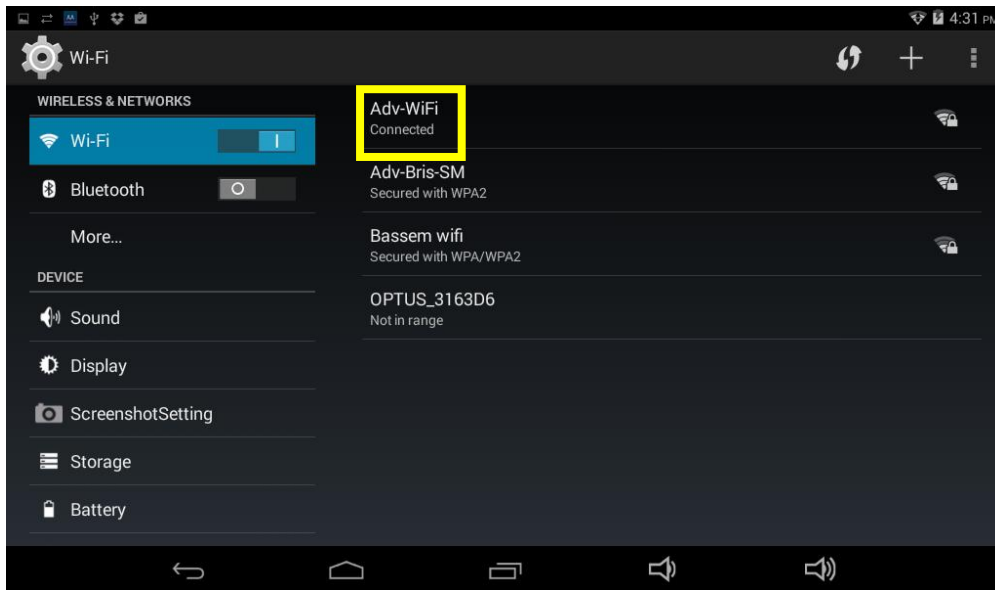 4:31 PM
Wi-Fi
WIRELESS & NETWORKS
Wi-Fi
Bluetooth
More...
DEVICE
Sound
Display
ScreenshotSetting
Storage
Battery
Adv-WiFi
Connected
Adv-Bris-SM
Secured with WPA2
Bassem wifi
Secured with WPA/WPA2
OPTUS_3163D6
Not in range